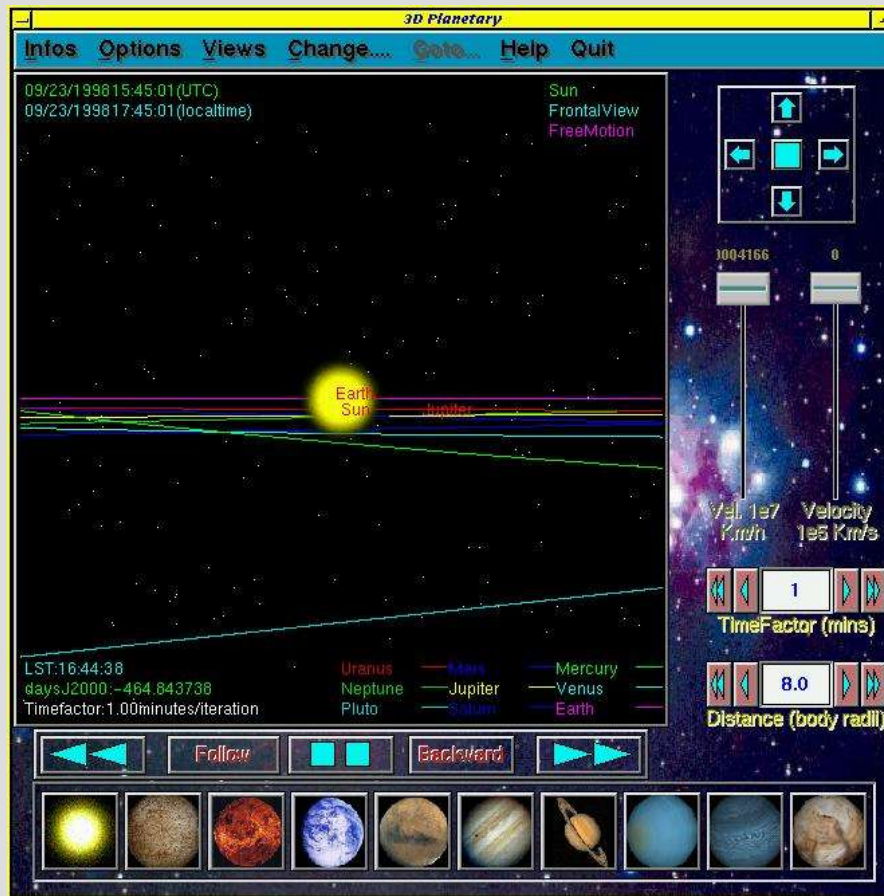 3D Planetary
Infos Options Views Change.... Goto... Help Quit
09/23/199815:45:01(UTC) Sun
09/23/199817:45:01(localtime) FrontalView
FreeMotion
0004166 0
Earth
Sun Jupiter
Vel. 1e7 Velocity
Km/h 1e5 Km/s
1
TimeFactor (mins)
LST:16:44:38 Uranus Mars Mercury
daysJ2000:-464.843738 Neptune Jupiter Venus
Timefactor:1.00minutes/iteration Pluto Saturn Earth
8.0
Distance (body radii)
Follow Backward